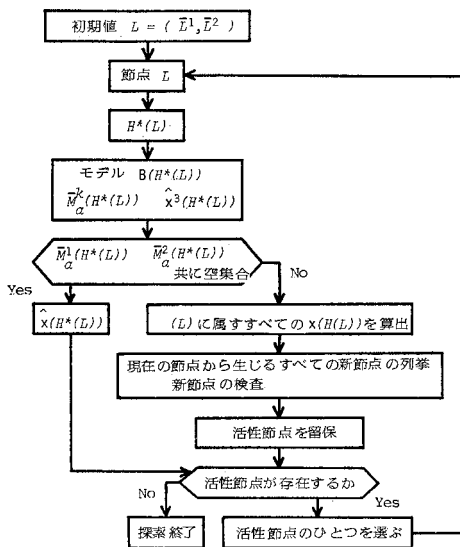 初期値 L = ( L̄¹, L̄² )
節点 L
H*(L)
モデル B(H*(L))
M̄ₐᵏ(H*(L)) x̂³(H*(L))
M̄ₐ¹(H*(L)) M̄ₐ²(H*(L))
共に空集合
Yes
No
x̂(H*(L))
(L)に属すすべての x(H(L))を算出
現在の節点から生じるすべての新節点の列挙
新節点の検査
活性節点を留保
活性節点が存在するか
No
Yes
探索終了
活性節点のひとつを選ぶ